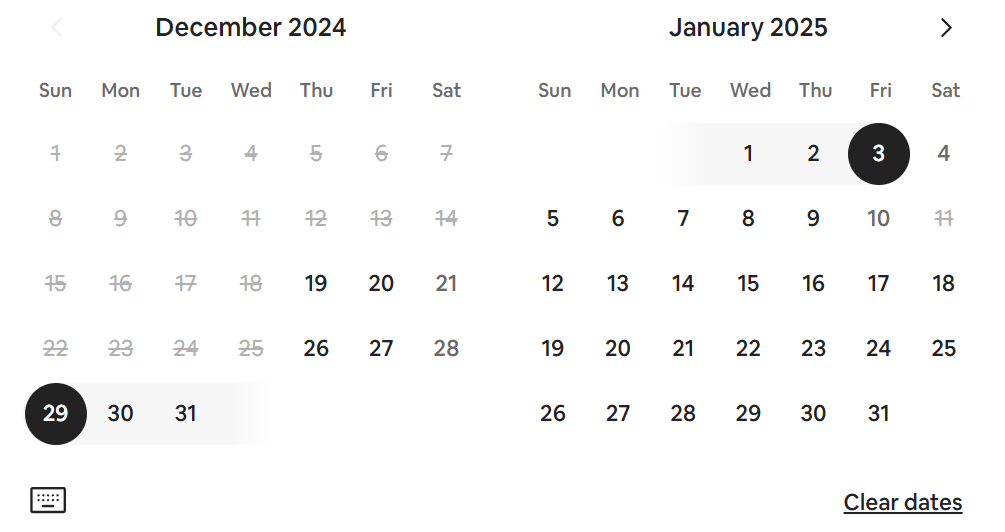 December 2024
Sun Mon Tue Wed Thu Fri Sat
1 2 3 4 5 6 7
8 9 10 11 12 13 14
15 16 17 18 19 20 21
22 23 24 25 26 27 28
29 30 31
January 2025
Sun Mon Tue Wed Thu Fri Sat
1 2 3 4
5 6 7 8 9 10 11
12 13 14 15 16 17 18
19 20 21 22 23 24 25
26 27 28 29 30 31
Clear dates